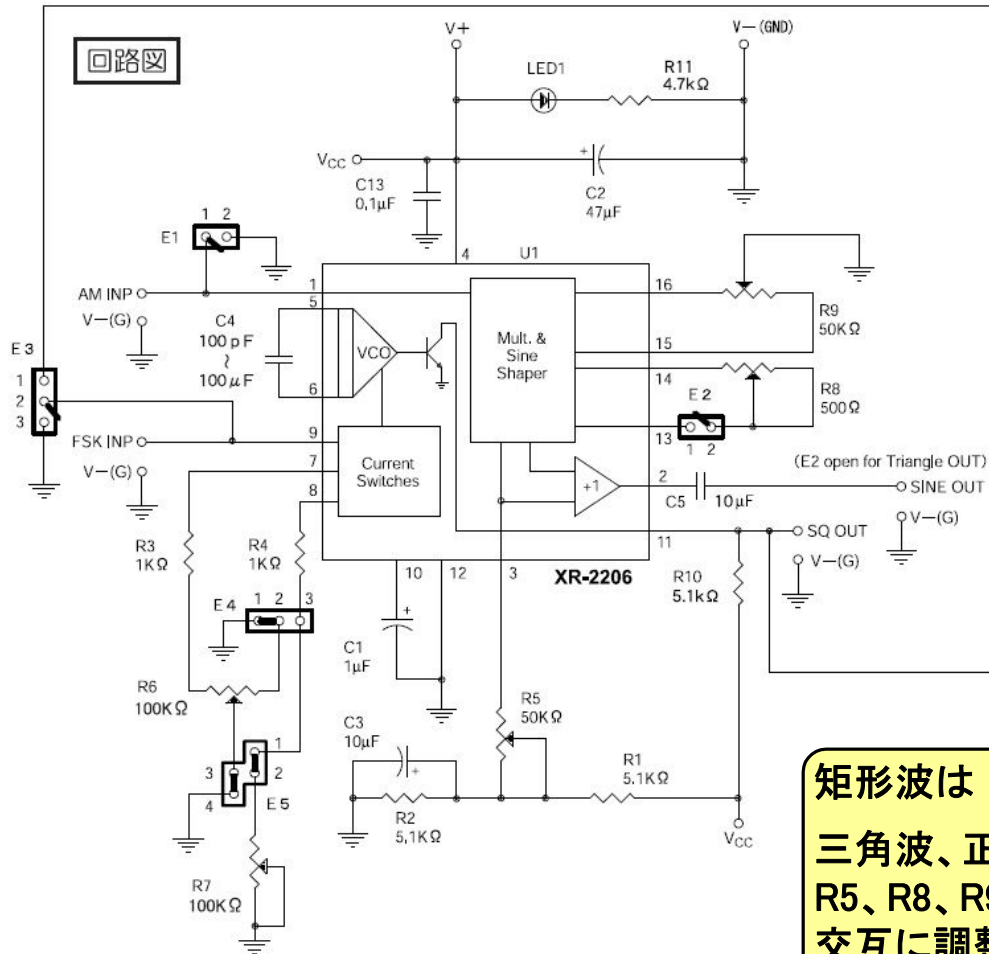 回路図
V+
V−(GND)
LED1
R11
4.7kΩ
VCC
C13
0,1μF
C2
47μF
1 2
E1
4
U1
AM INP
1
16
V−(G)
5
C4
100pF
~
100μF
VCO
Mult. &
Sine
Shaper
R9
50KΩ
15
14
E3
1
2
3
6
E2
R8
500Ω
13
1 2
FSK INP
9
V−(G)
7
8
Current
Switches
+1
(E2 open for Triangle OUT)
2
SINE OUT
C5
10μF
V−(G)
SQ OUT
11
V−(G)
R3
1KΩ
R4
1KΩ
10
12
3
XR-2206
R10
5.1kΩ
E4
1 2 3
C1
1μF
R6
100KΩ
R5
50KΩ
C3
10μF
1
3
2
4
E5
R1
5.1KΩ
R2
5,1KΩ
VCC
R7
100KΩ
矩形波は
三角波、正
R5、R8、R9
交互に調整